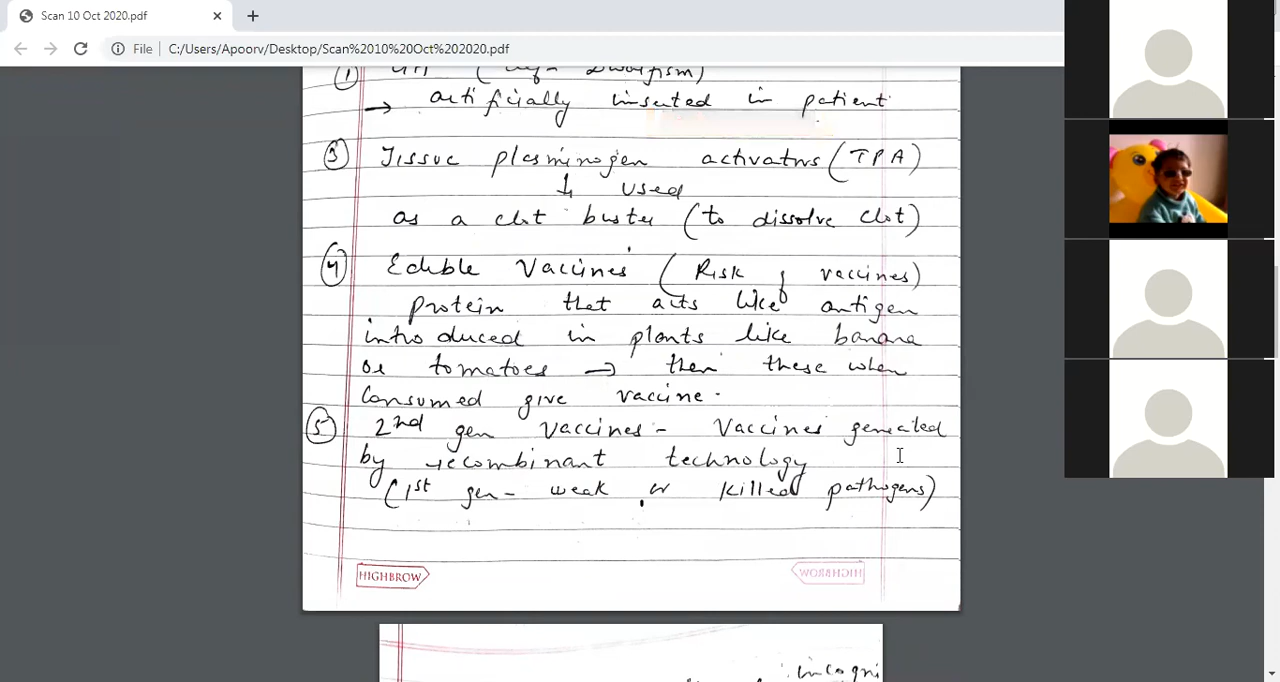 Scan 10 Oct 2020.pdf
File C:/Users/Apoorv/Desktop/Scan%2010%20Oct%202020.pdf
→ artificially inserted in patient
③ Tissue plasminogen activators (TPA)
↓ used
as a clot buster (to dissolve clot)
④ Edible Vaccines (Risk of vaccines)
protein that acts like antigen
introduced in plants like banana
or tomatoes → then these when
Consumed give vaccine.
⑤ 2nd gen vaccines - Vaccines generated
by recombinant technology
(1st gen - weak or killed pathogens)
HIGHBROW HIGHBROW
incogni